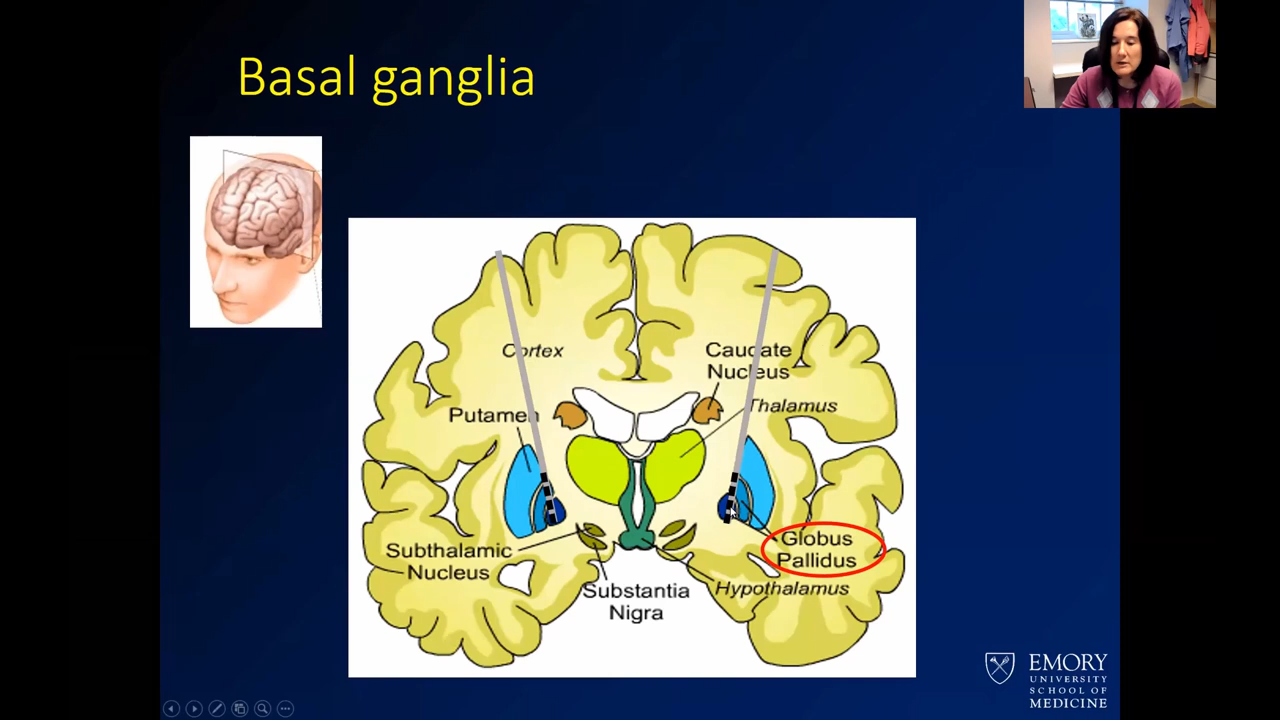 Basal ganglia
Cortex
Caudate
Nucleus
Thalamus
Putamen
Globus
Pallidus
Subthalamic
Nucleus
Hypothalamus
Substantia
Nigra
EMORY
UNIVERSITY
SCHOOL OF
MEDICINE